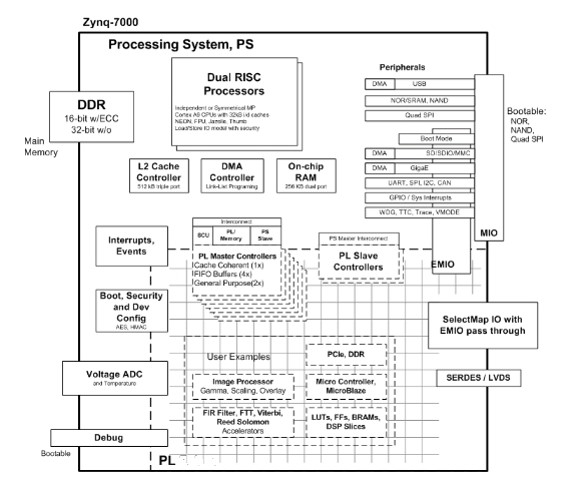 Zynq-7000
Processing System, PS
Dual RISC
Processors
Independent or Symmetrical MP
Cortex A9 CPUs with 32kB i/d caches
NEON, FPU, Jazelle, Thumb
Load/Store IO model with security
Peripherals
DMA USB
NOR/SRAM, NAND
Quad SPI
Boot Mode
DMA SD/SDIO/MMC
DMA GigaE
UART, SPI, I2C, CAN
GPIO / Sys Interrupts
WDG, TTC, Trace, VMODE
MIO
EMIO
Bootable:
NOR,
NAND,
Quad SPI
DDR
16-bit w/ECC
32-bit w/o
Main
Memory
L2 Cache
Controller
512 kB triple port
DMA
Controller
Link-List Programing
On-chip
RAM
256 KB dual port
Interrupts,
Events
Interconnect
SCU
PL/
Memory
PS
Slave
PL Master Controllers
Cache Coherent (1x)
FIFO Buffers (4x)
General Purpose(2x)
PS Master Interconnect
PL Slave
Controllers
Boot, Security
and Dev
Config
AES, HMAC
SelectMap IO with
EMIO pass through
Voltage ADC
and Temperature
SERDES / LVDS
User Examples
PCIe, DDR
Image Processor
Gamma, Scaling, Overlay
Micro Controller,
MicroBlaze
FIR Filter, FTT, Viterbi,
Reed Solomon
Accelerators
LUTs, FFs, BRAMs,
DSP Slices
Debug
Bootable
PL